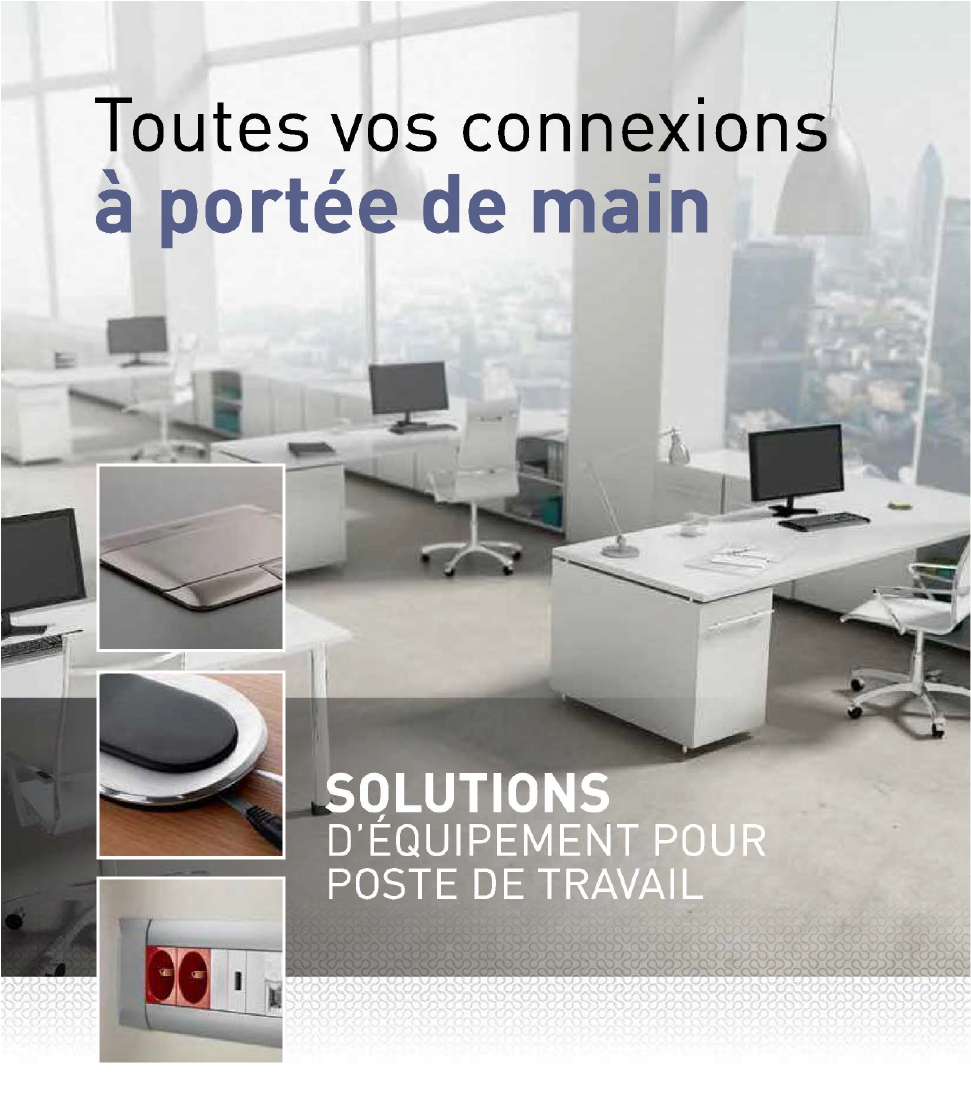 Toutes vos connexions
à portée de main
SOLUTIONS
D'ÉQUIPEMENT POUR
POSTE DE TRAVAIL